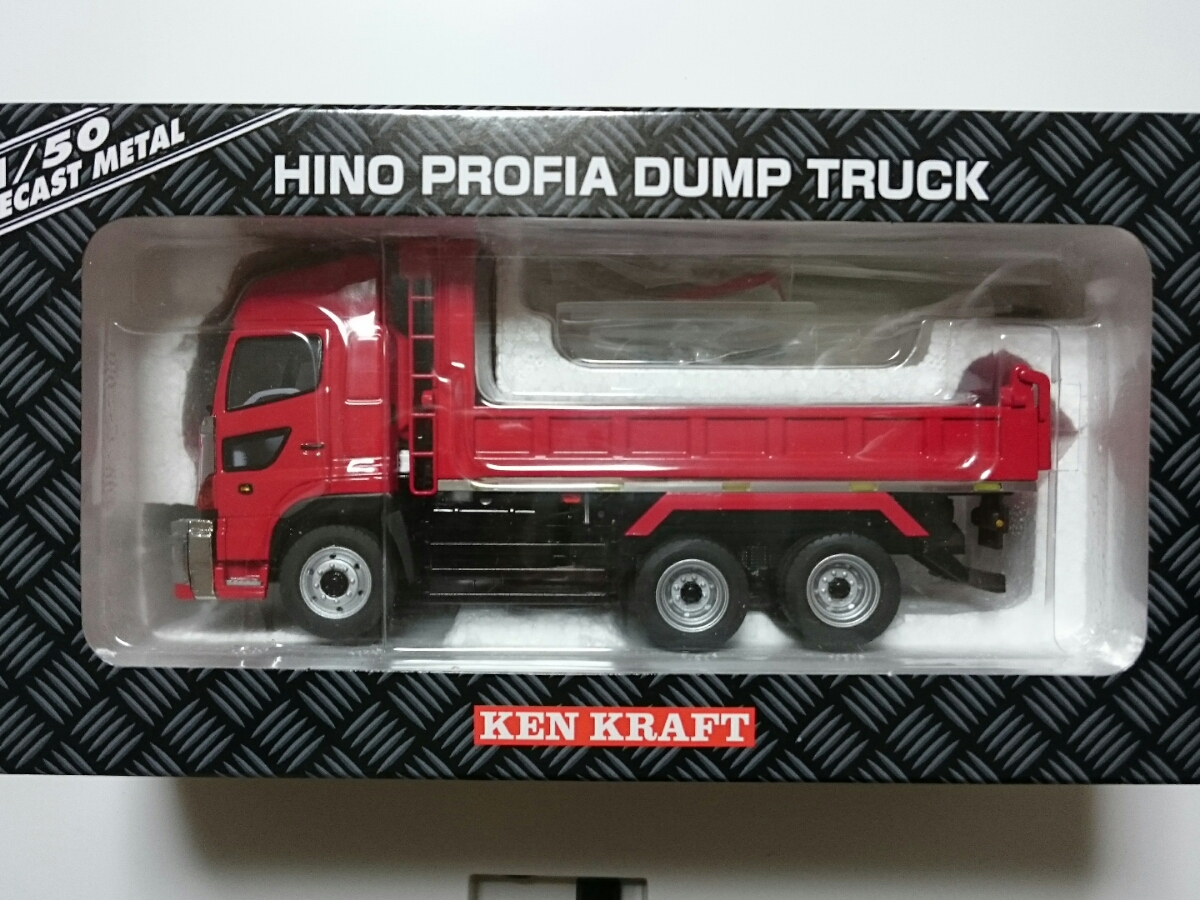 1/50
DIECAST METAL
HINO PROFIA DUMP TRUCK
KEN KRAFT